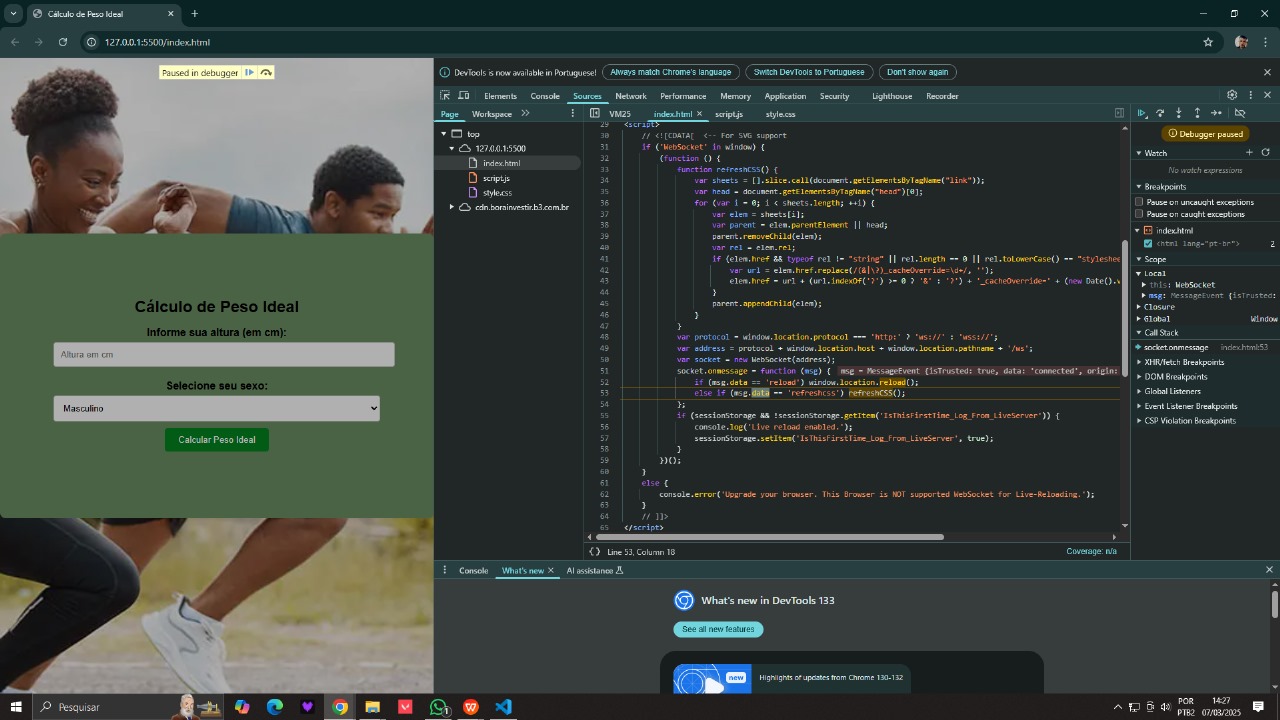 Cálculo de Peso Ideal
127.0.0.1:5500/index.html
Paused in debugger
Cálculo de Peso Ideal
Informe sua altura (em cm):
Altura em cm
Selecione seu sexo:
Masculino
Calcular Peso Ideal
DevTools is now available in Portuguese!
Always match Chrome's language
Switch DevTools to Portuguese
Don't show again
Elements Console Sources Network Performance Memory Application Security Lighthouse Recorder
Page Workspace
VM25 index.html script.js style.css
top
127.0.0.1:5500
index.html
script.js
style.css
cdn.borainvestir.b3.com.br
29 <script>
30 // <![CDATA[ <-- For SVG support
31 if ('WebSocket' in window) {
32 (function () {
33 function refreshCSS() {
34 var sheets = [].slice.call(document.getElementsByTagName("link"));
35 var head = document.getElementsByTagName("head")[0];
36 for (var i = 0; i < sheets.length; ++i) {
37 var elem = sheets[i];
38 var parent = elem.parentElement || head;
39 parent.removeChild(elem);
40 var rel = elem.rel;
41 if (elem.href && typeof rel != "string" || rel.length == 0 || rel.toLowerCase() == "styleshee
42 var url = elem.href.replace(/(&|\?)_cacheOverride=\d+/, '');
43 elem.href = url + (url.indexOf('?') >= 0 ? '&' : '?') + '_cacheOverride=' + (new Date().v
44 }
45 parent.appendChild(elem);
46 }
47 }
48 var protocol = window.location.protocol === 'http:' ? 'ws://' : 'wss://';
49 var address = protocol + window.location.host + window.location.pathname + '/ws';
50 var socket = new WebSocket(address);
51 socket.onmessage = function (msg) { msg = MessageEvent {isTrusted: true, data: 'connected', origin:
52 if (msg.data == 'reload') window.location.reload();
53 else if (msg.data == 'refreshcss') refreshCSS();
54 };
55 if (sessionStorage && !sessionStorage.getItem('IsThisFirstTime_Log_From_LiveServer')) {
56 console.log('Live reload enabled.');
57 sessionStorage.setItem('IsThisFirstTime_Log_From_LiveServer', true);
58 }
59 })();
60 }
61 else {
62 console.error('Upgrade your browser. This Browser is NOT supported WebSocket for Live-Reloading.');
63 }
64 // ]]>
65 </script>
{ } Line 53, Column 18
Coverage: n/a
Debugger paused
Watch
No watch expressions
Breakpoints
Pause on uncaught exceptions
Pause on caught exceptions
index.html
<html lang="pt-br"> 2
Scope
Local
this: WebSocket
msg: MessageEvent {isTrusted:
Closure
Global Window
Call Stack
socket.onmessage index.html:53
XHR/fetch Breakpoints
DOM Breakpoints
Global Listeners
Event Listener Breakpoints
CSP Violation Breakpoints
Console What's new AI assistance
What's new in DevTools 133
See all new features
new
Highlights of updates from Chrome 130-132
Pesquisar
1
POR
PTB2
14:27
07/03/2025